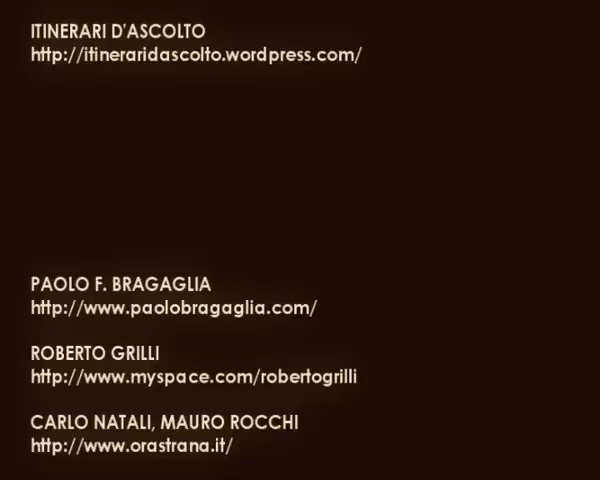 ITINERARI D'ASCOLTO
http://itineraridascolto.wordpress.com/
PAOLO F. BRAGAGLIA
http://www.paolobragaglia.com/
ROBERTO GRILLI
http://www.myspace.com/robertogrilli
CARLO NATALI, MAURO ROCCHI
http://www.orastrana.it/